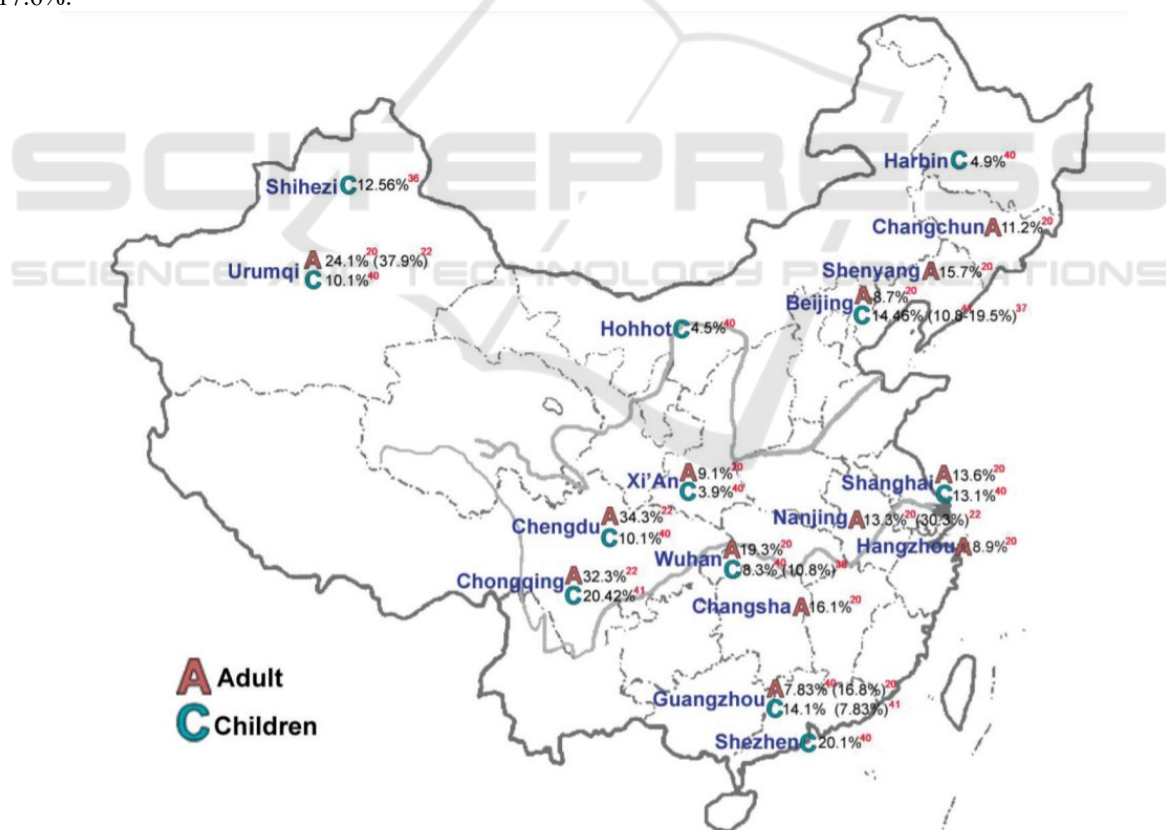 17.6%.
SCITEPRESS
SCIENCE AND TECHNOLOGY PUBLICATIONS
Harbin C 4.9%40
Shihezi C 12.56%36
Changchun A 11.2%20
Urumqi A 24.1%20 (37.9%)22
C 10.1%40
Shenyang A 15.7%20
Beijing A 8.7%20
C 14.46% (10.8-19.5%)37
Hohhot C 4.5%40
Xi'An A 9.1%20
C 3.9%40
Shanghai A 13.6%20
C 13.1%40
Chengdu A 34.3%22
C 10.1%40
Nanjing A 13.3%20 (30.3%)22
Hangzhou A 8.9%20
Wuhan A 19.3%20
C 8.3%40 (10.8%)38
Chongqing A 32.3%22
C 20.42%41
Changsha A 16.1%20
A Adult
C Children
Guangzhou A 7.83%40 (16.8%)20
C 14.1% (7.83%)41
Shezhen C 20.1%40